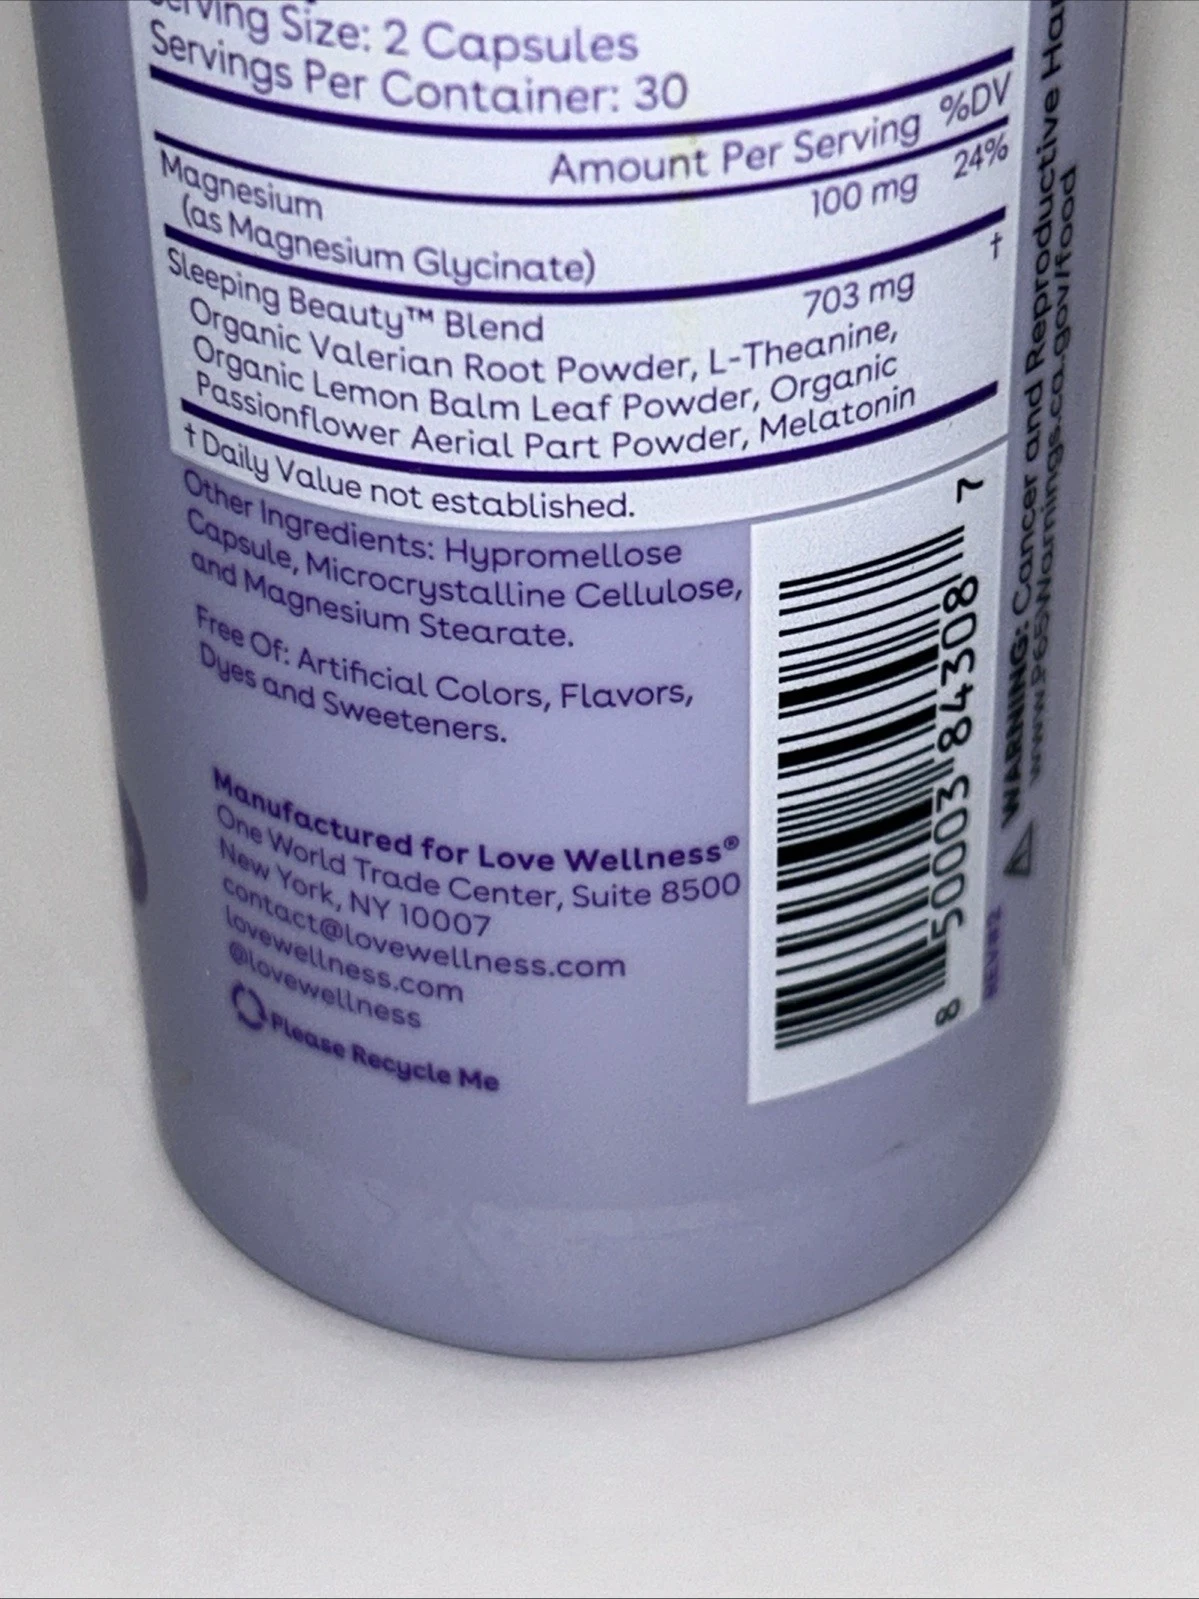 Serving Size: 2 Capsules
Servings Per Container: 30
Amount Per Serving %DV
Magnesium 100 mg 24%
(as Magnesium Glycinate)
Sleeping Beauty™ Blend 703 mg †
Organic Valerian Root Powder, L-Theanine,
Organic Lemon Balm Leaf Powder, Organic
Passionflower Aerial Part Powder, Melatonin
† Daily Value not established.
Other Ingredients: Hypromellose
Capsule, Microcrystalline Cellulose,
and Magnesium Stearate.
Free Of: Artificial Colors, Flavors,
Dyes and Sweeteners.
Manufactured for Love Wellness®
One World Trade Center, Suite 8500
New York, NY 10007
contact@lovewellness.com
lovewellness.com
@lovewellness
Please Recycle Me
8 50003 84308 7
REV#2
⚠ WARNING: Cancer and Reproductive Har
www.P65Warnings.ca.gov/food